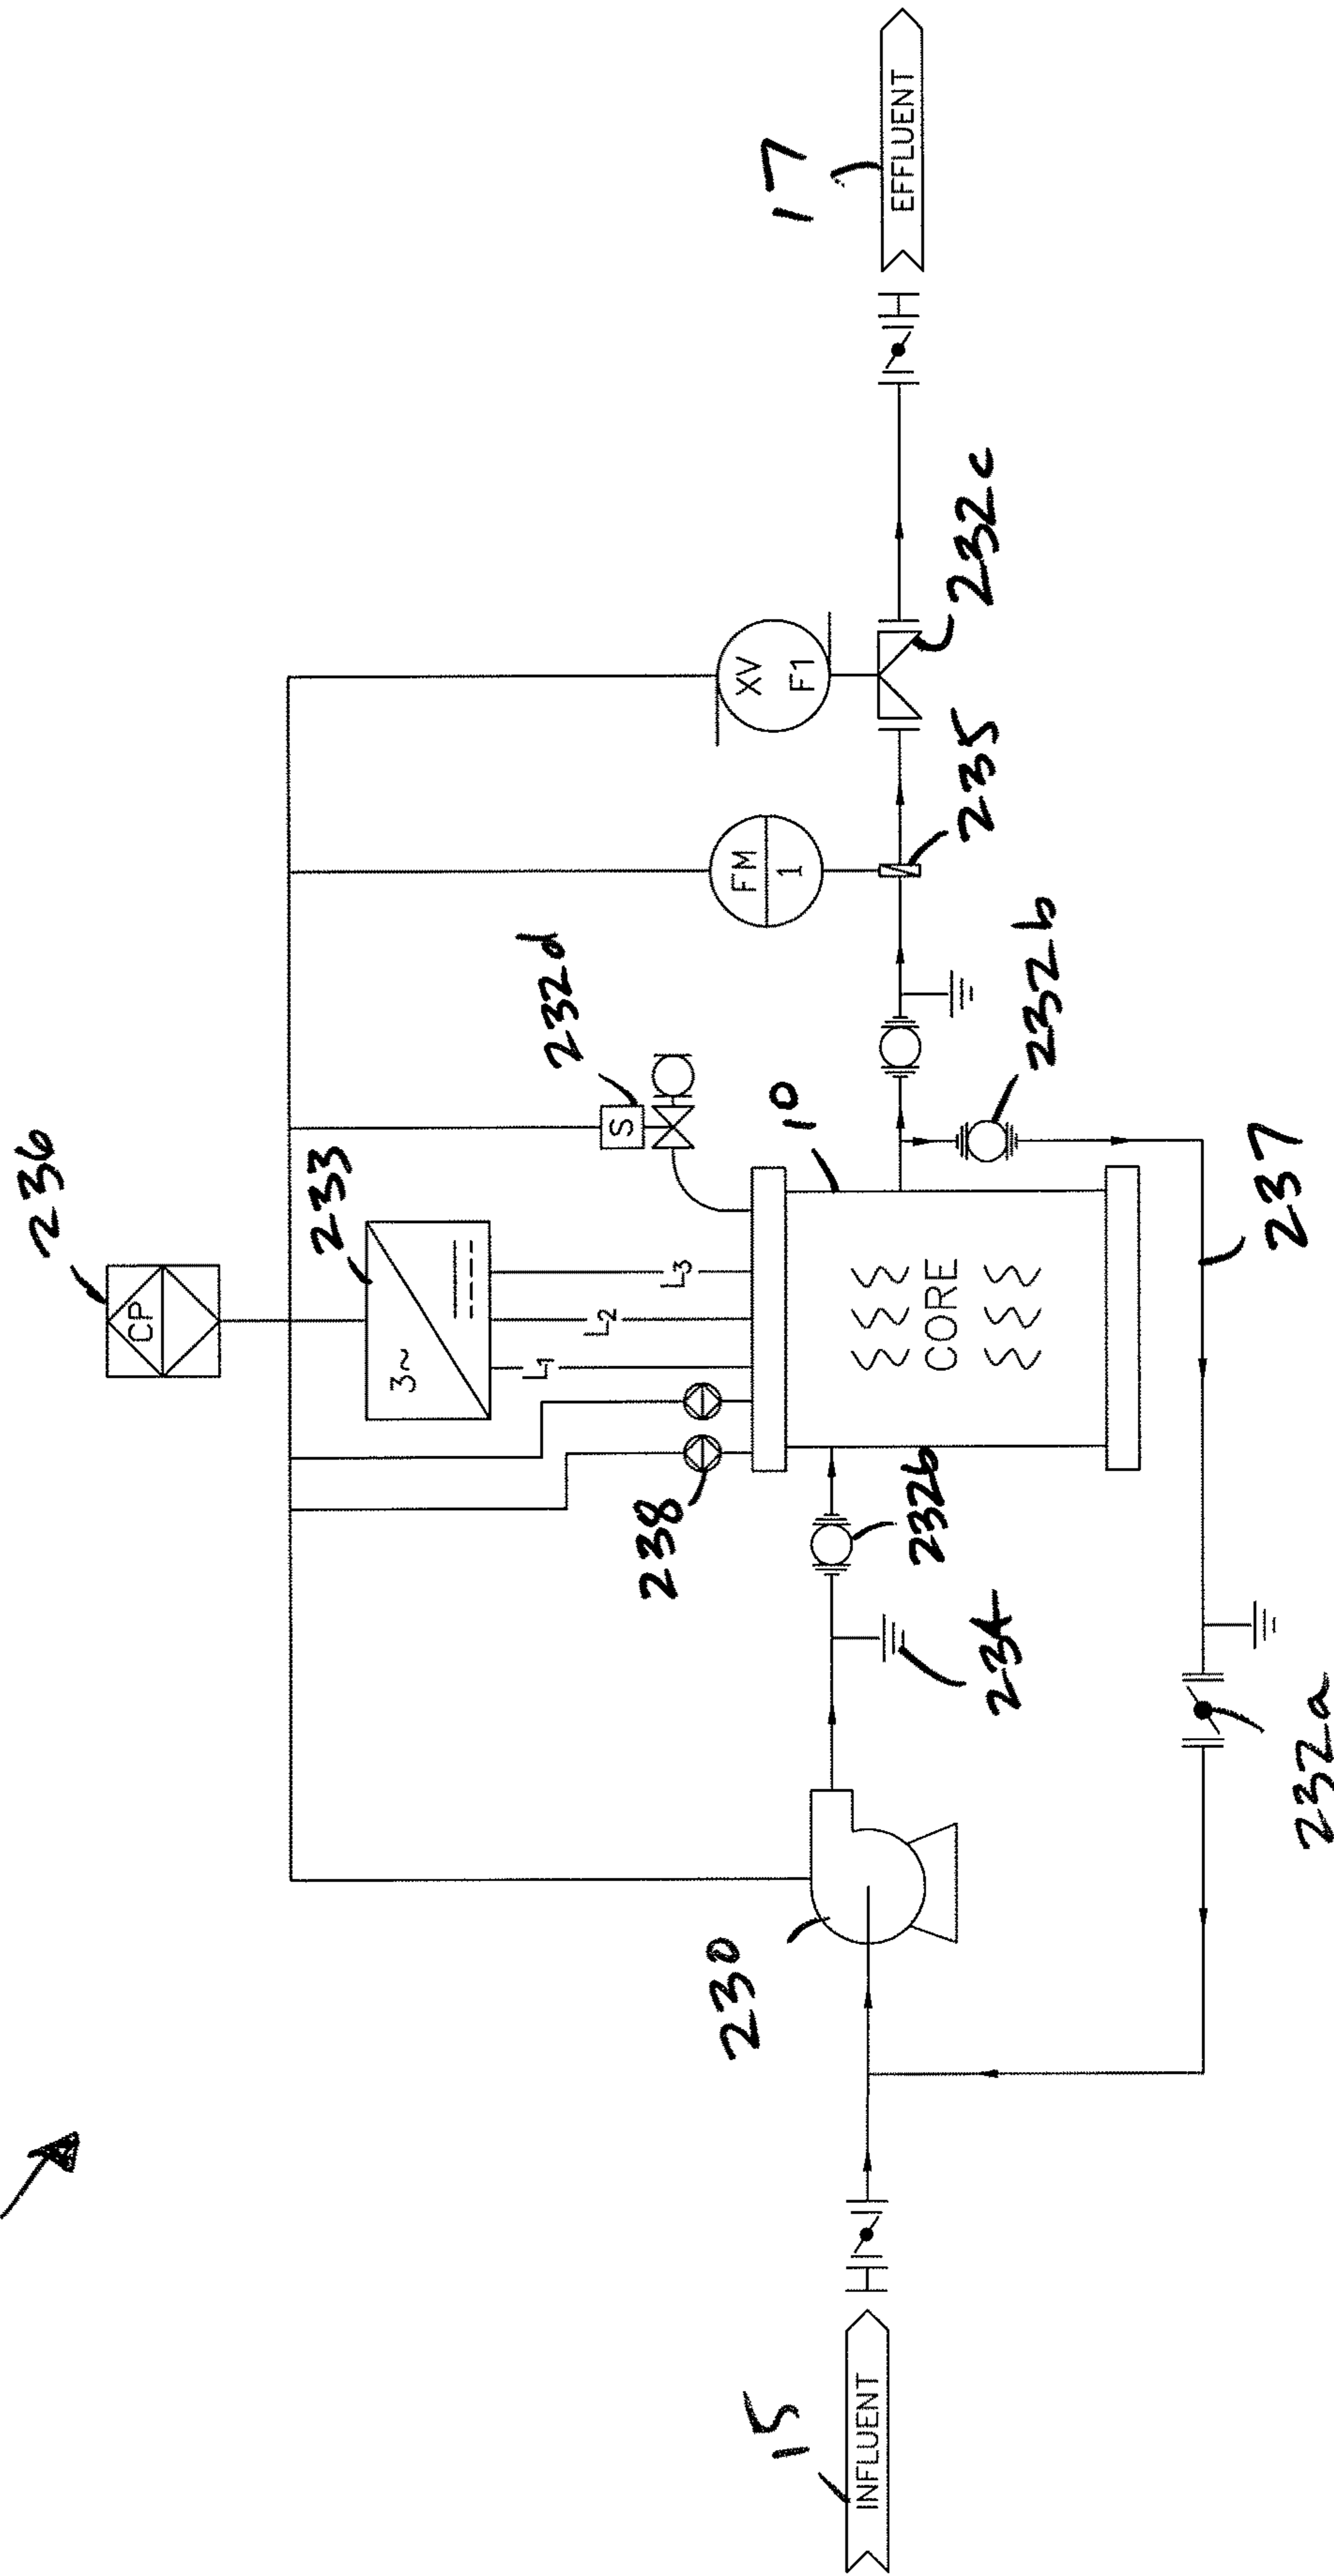 236
CP
233
3~
L1
L2
L3
238
232d
S
XV
F1
FM
1
10
CORE
230
234
232b
232b
235
232c
17
EFFLUENT
15
INFLUENT
237
232a